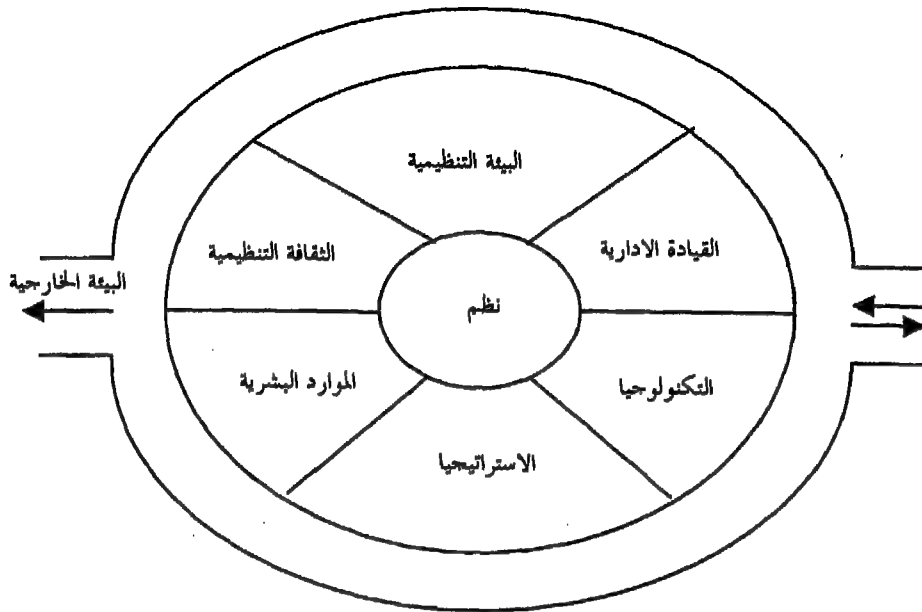 البيئة التنظيمية
القيادة الادارية
الثقافة التنظيمية
البيئة الخارجية
نظم
التكنولوجيا
الموارد البشرية
الاستراتيجيا